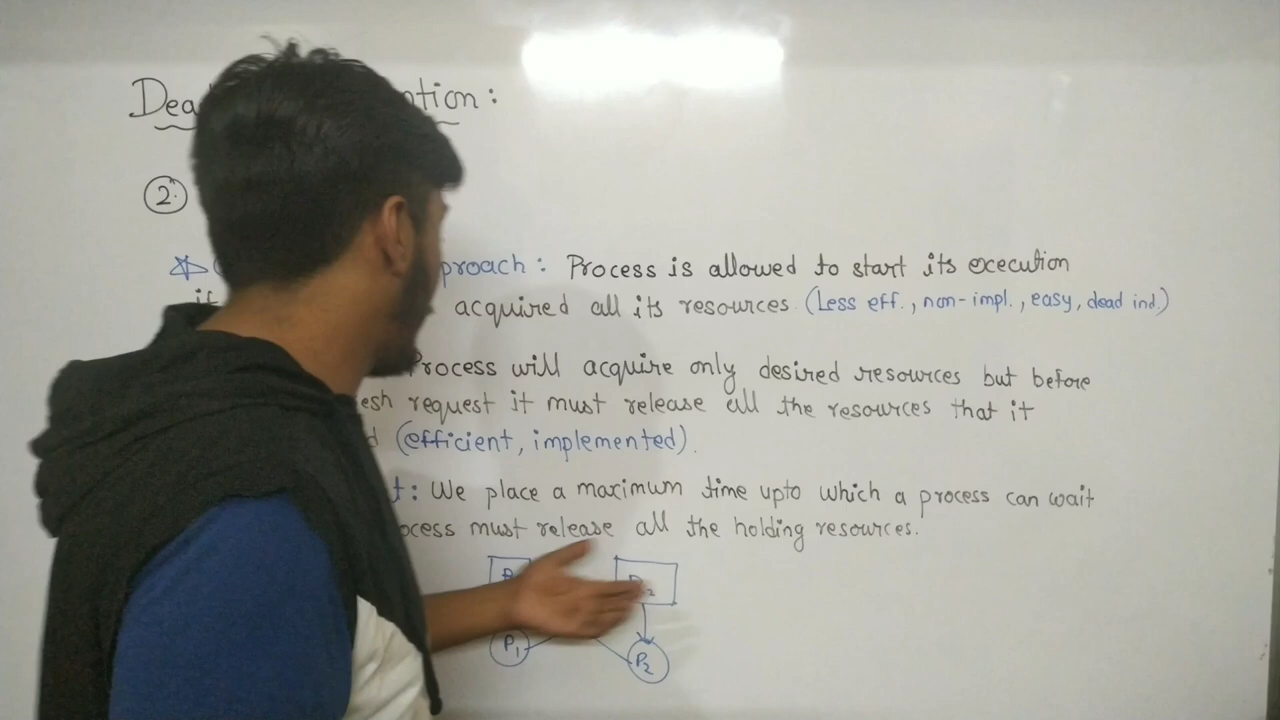 Dea ntion :
2.
proach : Process is allowed to start its execution
if acquired all its resources (Less eff., non-impl., easy, dead ind.)
Process will acquire only desired resources but before
esh request it must release all the resources that it
d (efficient, implemented).
t: We place a maximum time upto which a process can wait
ocess must release all the holding resources.
P1 P2